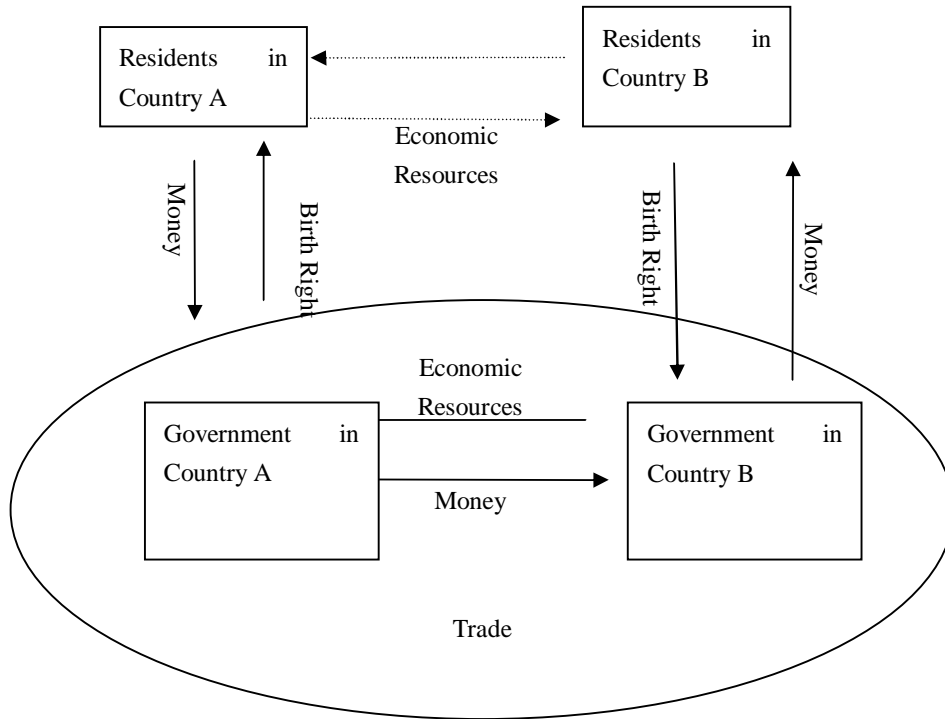 Residents in
Country A
Residents in
Country B
Economic
Resources
Money
Birth Right
Birth Right
Money
Economic
Resources
Government in
Country A
Government in
Country B
Money
Trade